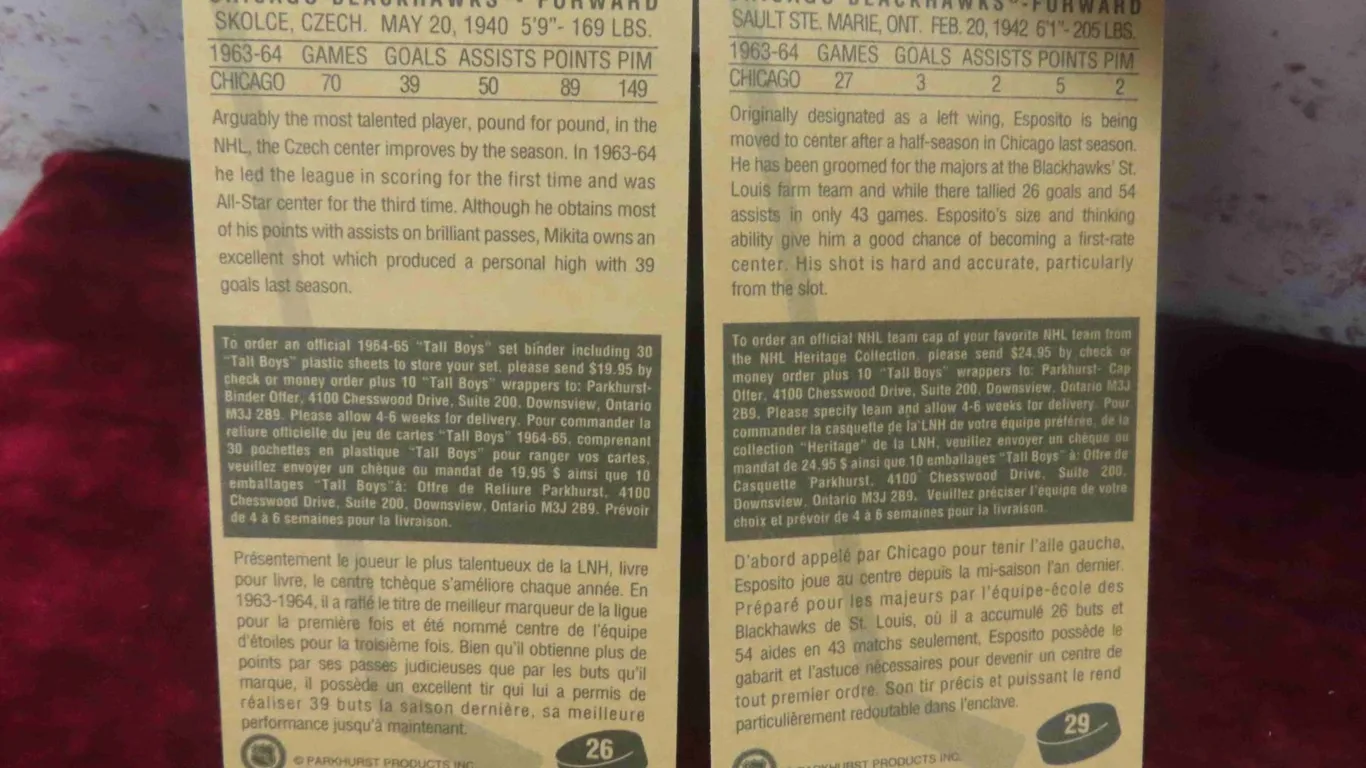 CHICAGO BLACKHAWKS - FORWARD
SKOLCE, CZECH. MAY 20, 1940 5'9"- 169 LBS.
1963-64 GAMES GOALS ASSISTS POINTS PIM
CHICAGO 70 39 50 89 149
Arguably the most talented player, pound for pound, in the
NHL, the Czech center improves by the season. In 1963-64
he led the league in scoring for the first time and was
All-Star center for the third time. Although he obtains most
of his points with assists on brilliant passes, Mikita owns an
excellent shot which produced a personal high with 39
goals last season.
To order an official 1964-65 "Tall Boys" set binder including 30
"Tall Boys" plastic sheets to store your set, please send $19.95 by
check or money order plus 10 "Tall Boys" wrappers to: Parkhurst-
Binder Offer, 4100 Chesswood Drive, Suite 200, Downsview, Ontario
M3J 2B9. Please allow 4-6 weeks for delivery. Pour commander la
reliure officielle du jeu de cartes "Tall Boys" 1964-65, comprenant
30 pochettes en plastique "Tall Boys" pour ranger vos cartes,
veuillez envoyer un chèque ou mandat de 19,95 $ ainsi que 10
emballages "Tall Boys"à: Offre de Reliure Parkhurst, 4100
Chesswood Drive, Suite 200, Downsview, Ontario M3J 2B9. Prévoir
de 4 à 6 semaines pour la livraison.
Présentement le joueur le plus talentueux de la LNH, livre
pour livre, le centre tchèque s'améliore chaque année. En
1963-1964, il a raflé le titre de meilleur marqueur de la ligue
pour la première fois et été nommé centre de l'équipe
d'étoiles pour la troisième fois. Bien qu'il obtienne plus de
points par ses passes judicieuses que par les buts qu'il
marque, il possède un excellent tir qui lui a permis de
réaliser 39 buts la saison dernière, sa meilleure
performance jusqu'à maintenant.
26
© PARKHURST PRODUCTS INC.
CHICAGO BLACKHAWKS - FORWARD
SAULT STE. MARIE, ONT. FEB. 20, 1942 6'1"- 205 LBS.
1963-64 GAMES GOALS ASSISTS POINTS PIM
CHICAGO 27 3 2 5 2
Originally designated as a left wing, Esposito is being
moved to center after a half-season in Chicago last season.
He has been groomed for the majors at the Blackhawks' St.
Louis farm team and while there tallied 26 goals and 54
assists in only 43 games. Esposito's size and thinking
ability give him a good chance of becoming a first-rate
center. His shot is hard and accurate, particularly
from the slot.
To order an official NHL team cap of your favorite NHL team from
the NHL Heritage Collection, please send $24.95 by check or
money order plus 10 "Tall Boys" wrappers to: Parkhurst- Cap
Offer, 4100 Chesswood Drive, Suite 200, Downsview, Ontario M3J
2B9. Please specify team and allow 4-6 weeks for delivery. Pour
commander la casquette de la LNH de votre équipe préférée, de la
collection "Heritage" de la LNH, veuillez envoyer un chèque ou
mandat de 24,95 $ ainsi que 10 emballages "Tall Boys" à: Offre de
Casquette Parkhurst, 4100 Chesswood Drive, Suite 200,
Downsview, Ontario M3J 2B9. Veuillez préciser l'équipe de votre
choix et prévoir de 4 à 6 semaines pour la livraison.
D'abord appelé par Chicago pour tenir l'aile gauche,
Esposito joue au centre depuis la mi-saison l'an dernier.
Préparé pour les majeurs par l'équipe-école des
Blackhawks de St. Louis, où il a accumulé 26 buts et
54 aides en 43 matchs seulement, Esposito possède le
gabarit et l'astuce nécessaires pour devenir un centre de
tout premier ordre. Son tir précis et puissant le rend
particulièrement redoutable dans l'enclave.
29
PARKHURST PRODUCTS INC.